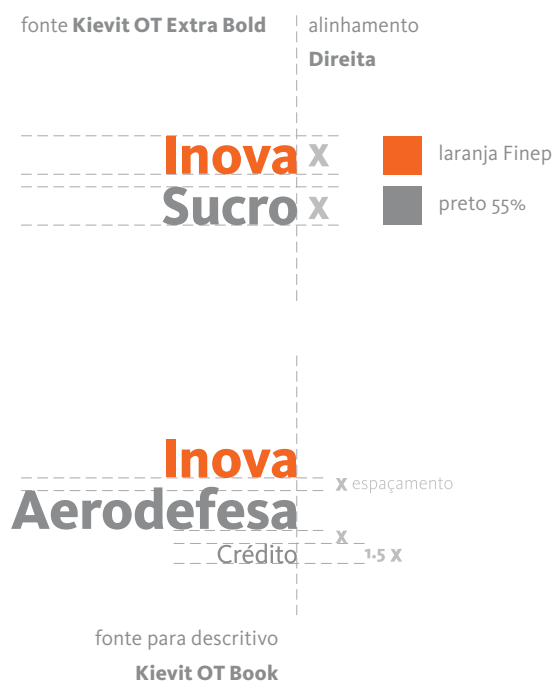 fonte Kievit OT Extra Bold
alinhamento
Direita
Inova X
laranja Finep
Sucro X
preto 55%
Inova
X espaçamento
Aerodefesa
X
Crédito
1.5 X
fonte para descritivo
Kievit OT Book